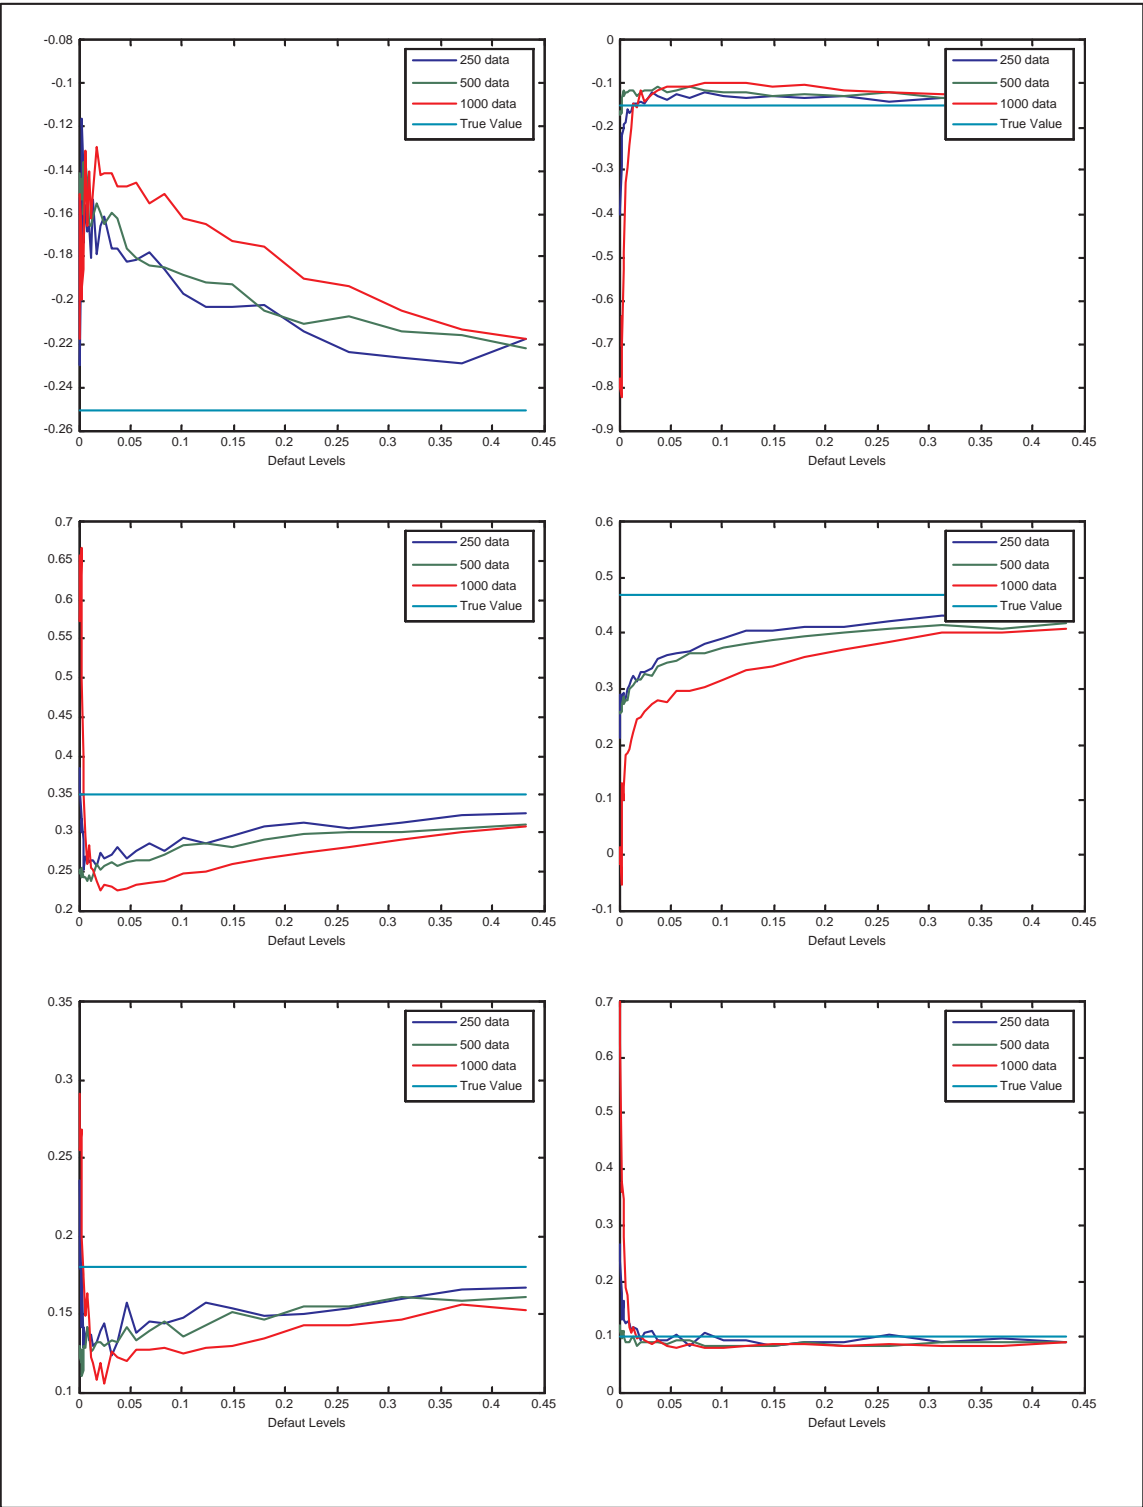 -0.08
-0.1
-0.12
-0.14
-0.16
-0.18
-0.2
-0.22
-0.24
-0.26
0 0.05 0.1 0.15 0.2 0.25 0.3 0.35 0.4 0.45
Defaut Levels
250 data
500 data
1000 data
True Value
0
-0.1
-0.2
-0.3
-0.4
-0.5
-0.6
-0.7
-0.8
-0.9
0 0.05 0.1 0.15 0.2 0.25 0.3 0.35 0.4 0.45
Defaut Levels
250 data
500 data
1000 data
True Value
0.7
0.65
0.6
0.55
0.5
0.45
0.4
0.35
0.3
0.25
0.2
0 0.05 0.1 0.15 0.2 0.25 0.3 0.35 0.4 0.45
Defaut Levels
250 data
500 data
1000 data
True Value
0.6
0.5
0.4
0.3
0.2
0.1
0
-0.1
0 0.05 0.1 0.15 0.2 0.25 0.3 0.35 0.4 0.45
Defaut Levels
250 data
500 data
1000 data
True Value
0.35
0.3
0.25
0.2
0.15
0.1
0 0.05 0.1 0.15 0.2 0.25 0.3 0.35 0.4 0.45
Defaut Levels
250 data
500 data
1000 data
True Value
0.7
0.6
0.5
0.4
0.3
0.2
0.1
0
0 0.05 0.1 0.15 0.2 0.25 0.3 0.35 0.4 0.45
Defaut Levels
250 data
500 data
1000 data
True Value